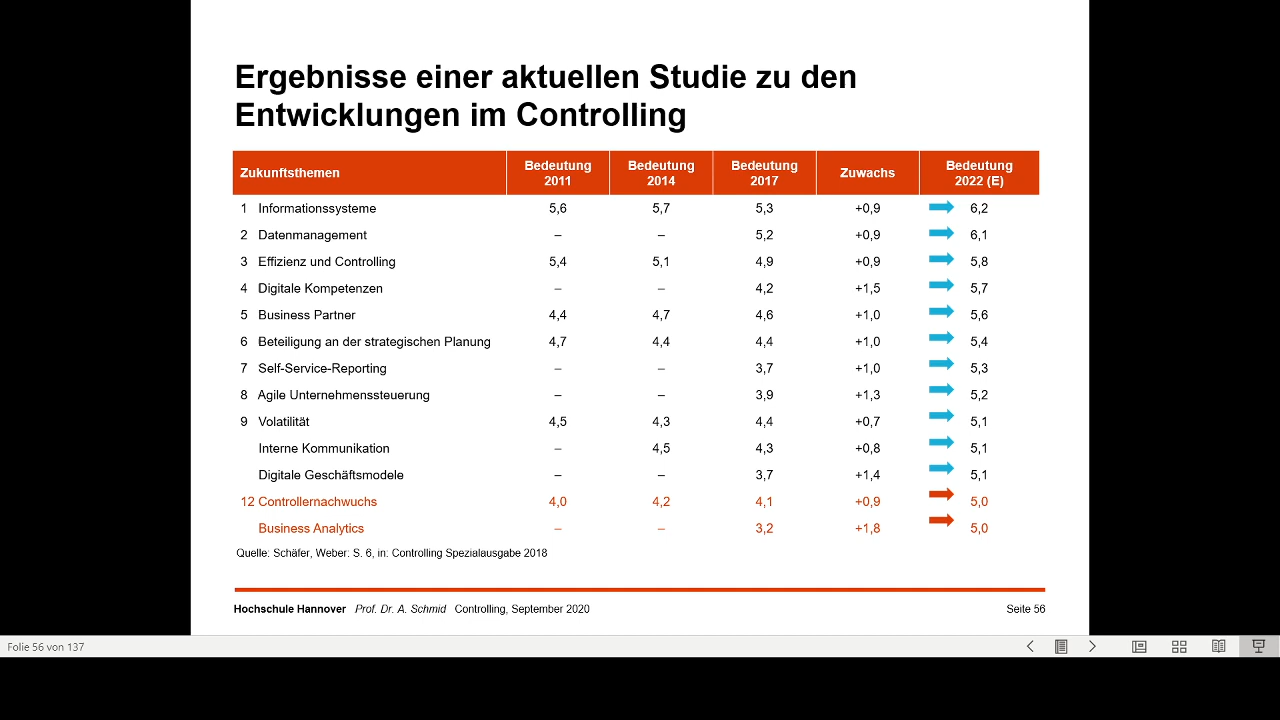 Ergebnisse einer aktuellen Studie zu den
Entwicklungen im Controlling
Zukunftsthemen Bedeutung 2011 Bedeutung 2014 Bedeutung 2017 Zuwachs Bedeutung 2022 (E)
1 Informationssysteme 5,6 5,7 5,3 +0,9 6,2
2 Datenmanagement – – 5,2 +0,9 6,1
3 Effizienz und Controlling 5,4 5,1 4,9 +0,9 5,8
4 Digitale Kompetenzen – – 4,2 +1,5 5,7
5 Business Partner 4,4 4,7 4,6 +1,0 5,6
6 Beteiligung an der strategischen Planung 4,7 4,4 4,4 +1,0 5,4
7 Self-Service-Reporting – – 3,7 +1,0 5,3
8 Agile Unternehmenssteuerung – – 3,9 +1,3 5,2
9 Volatilität 4,5 4,3 4,4 +0,7 5,1
Interne Kommunikation – 4,5 4,3 +0,8 5,1
Digitale Geschäftsmodele – – 3,7 +1,4 5,1
12 Controllernachwuchs 4,0 4,2 4,1 +0,9 5,0
Business Analytics – – 3,2 +1,8 5,0
Quelle: Schäfer, Weber: S. 6, in: Controlling Spezialausgabe 2018
Hochschule Hannover Prof. Dr. A. Schmid Controlling, September 2020 Seite 56
Folie 56 von 137